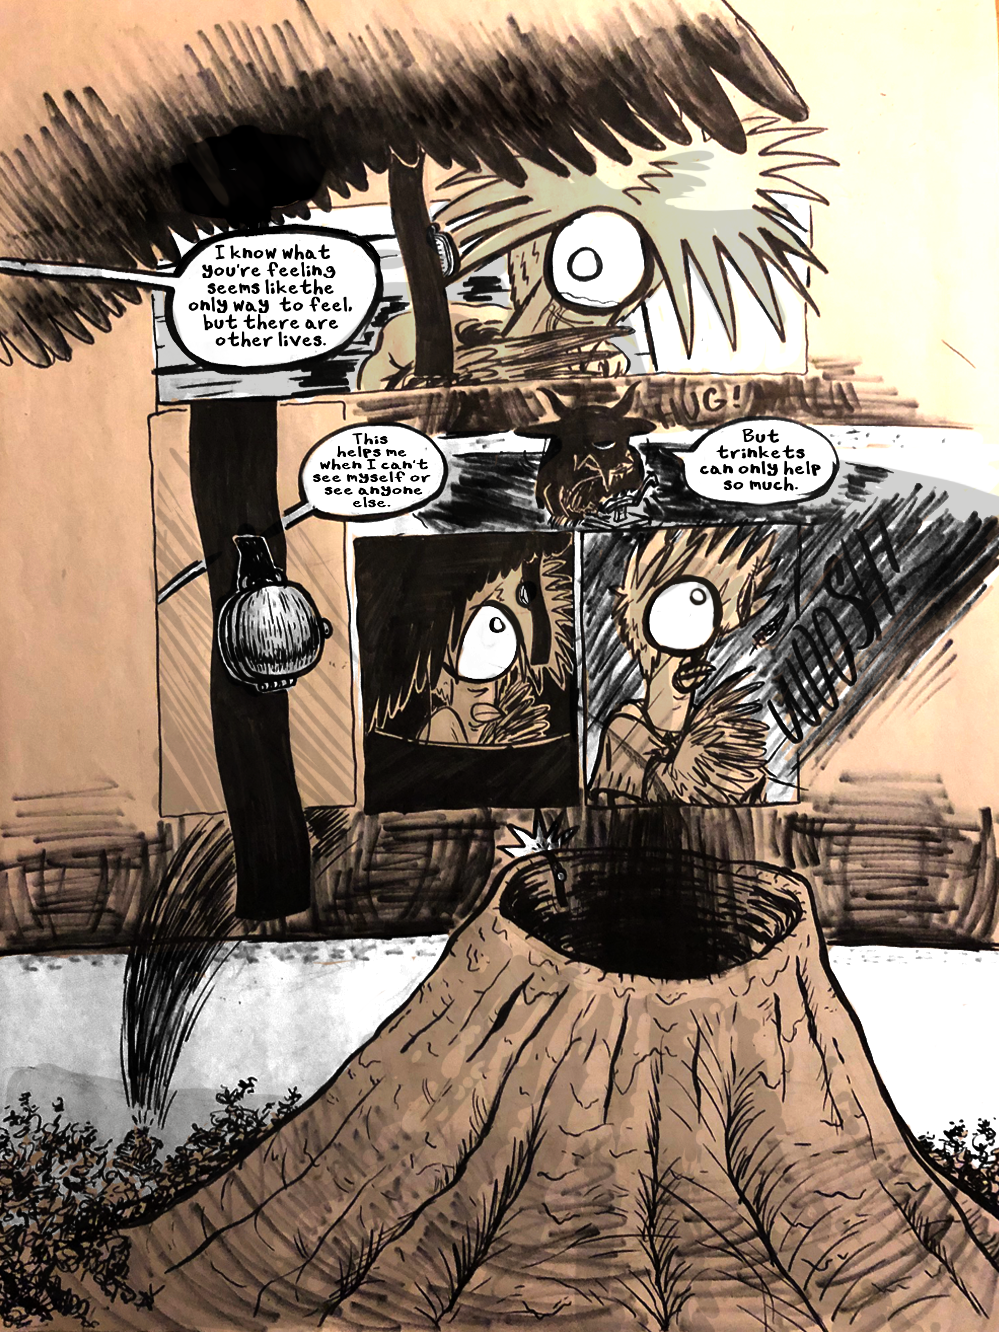 I know what
you're feeling
seems like the
only way to feel,
but there are
other lives.
HUG!
This
helps me
when I can't
see myself or
see anyone
else.
But
trinkets
can only help
so much.
WOOSH!